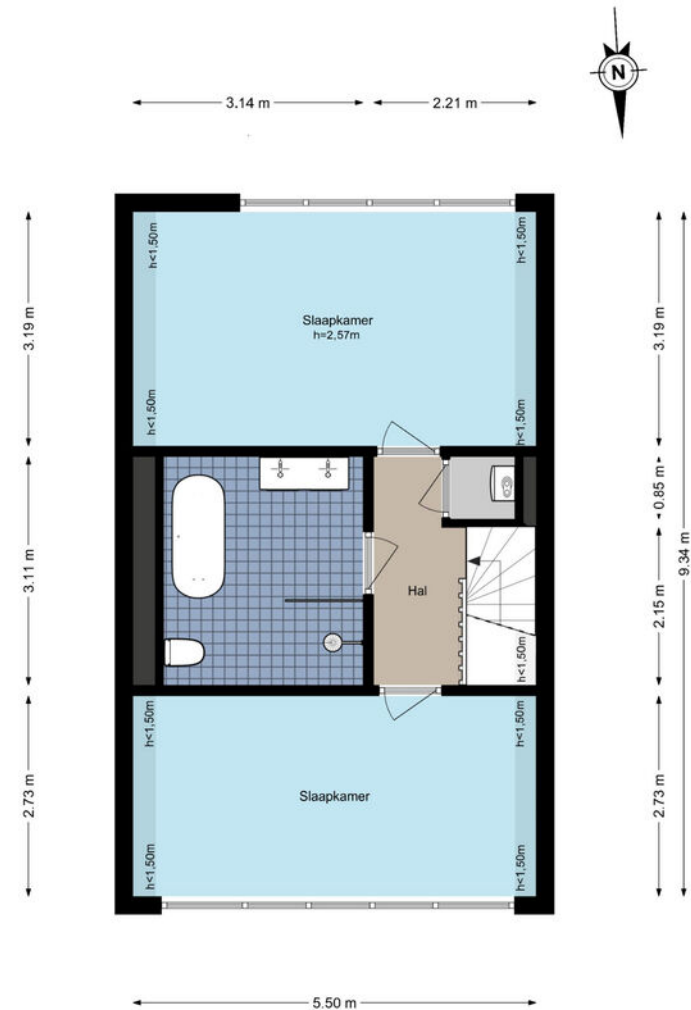 N
3.14 m
2.21 m
h<1,50m
h<1,50m
3.19 m
Slaapkamer
h=2,57m
3.19 m
h<1,50m
h<1,50m
0.85 m
9.34 m
3.11 m
Hal
2.15 m
h<1,50m
h<1,50m
h<1,50m
2.73 m
Slaapkamer
2.73 m
h<1,50m
h<1,50m
5.50 m